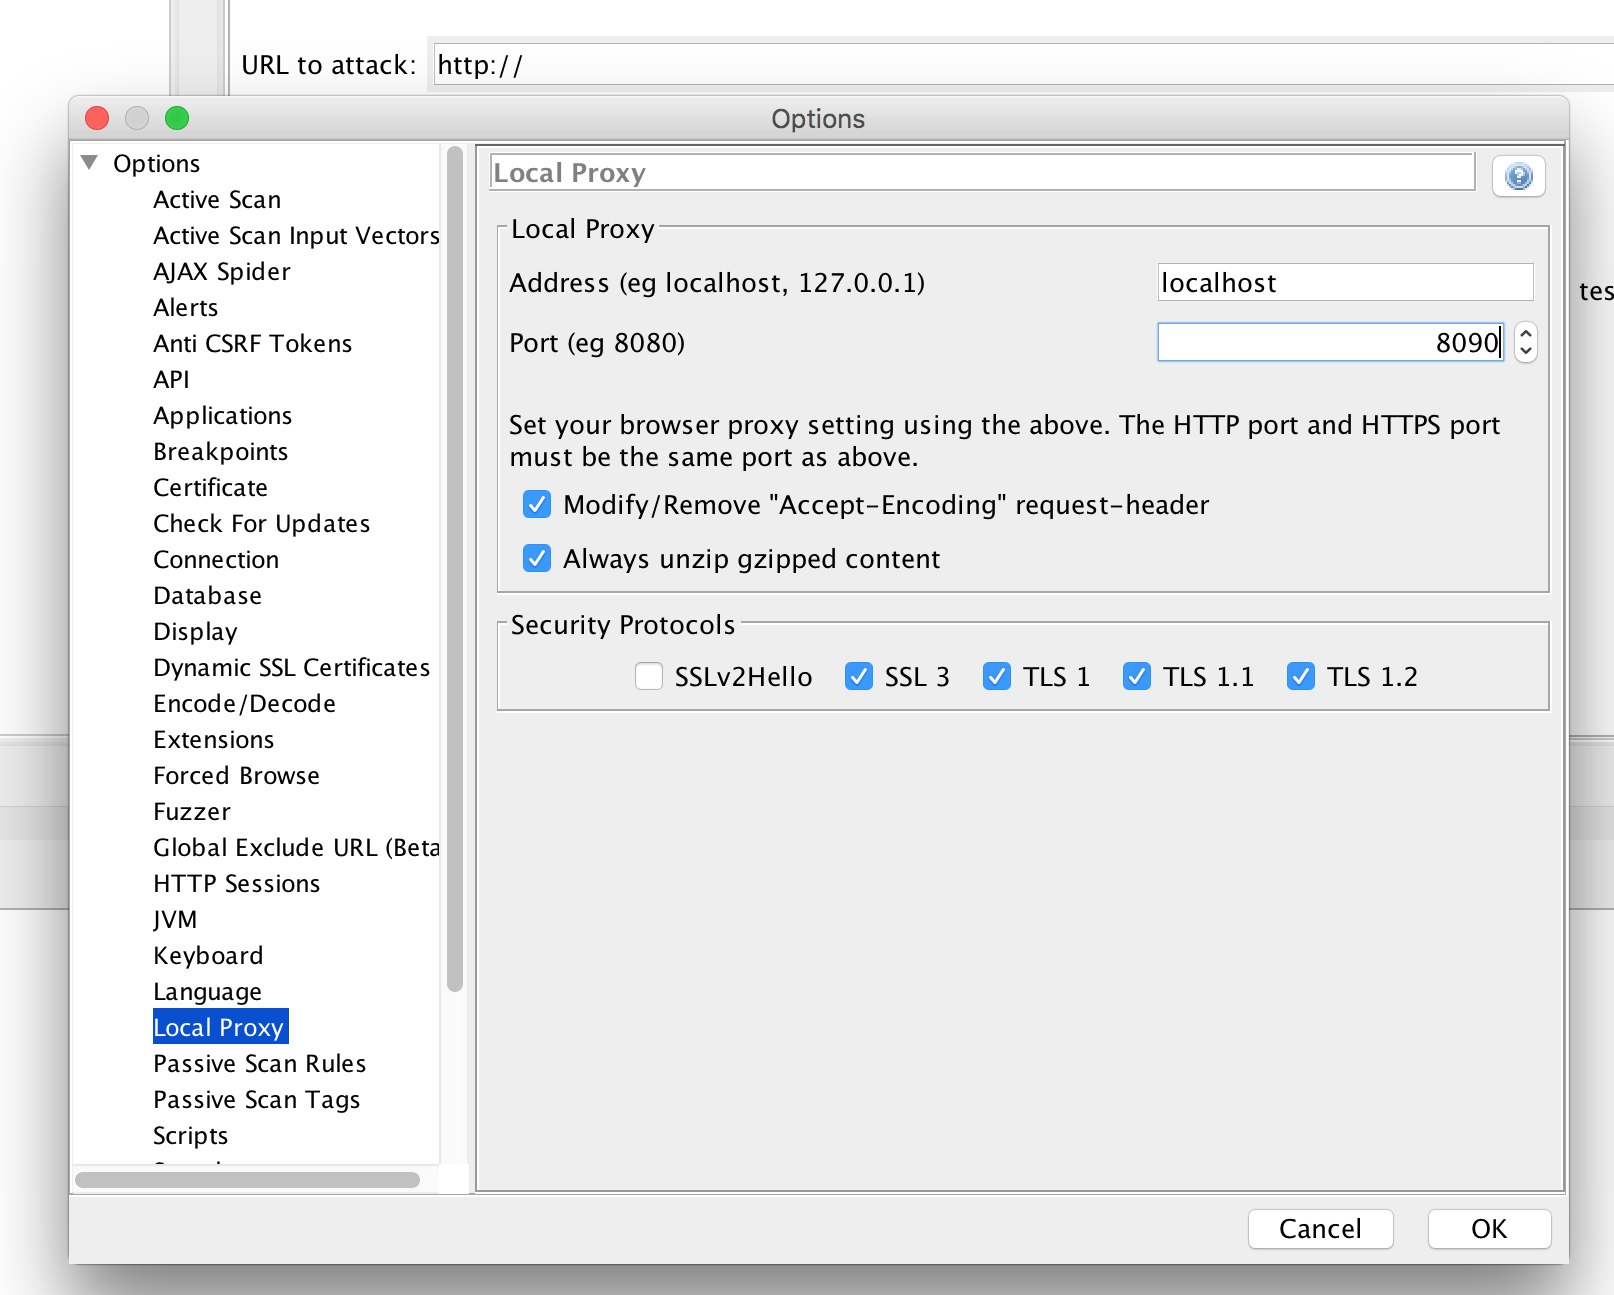 URL to attack: http://
Options
Options
Active Scan
Active Scan Input Vectors
AJAX Spider
Alerts
Anti CSRF Tokens
API
Applications
Breakpoints
Certificate
Check For Updates
Connection
Database
Display
Dynamic SSL Certificates
Encode/Decode
Extensions
Forced Browse
Fuzzer
Global Exclude URL (Beta
HTTP Sessions
JVM
Keyboard
Language
Local Proxy
Passive Scan Rules
Passive Scan Tags
Scripts
Local Proxy
Local Proxy
Address (eg localhost, 127.0.0.1) localhost
Port (eg 8080) 8090
Set your browser proxy setting using the above. The HTTP port and HTTPS port
must be the same port as above.
Modify/Remove "Accept-Encoding" request-header
Always unzip gzipped content
Security Protocols
SSLv2Hello SSL 3 TLS 1 TLS 1.1 TLS 1.2
tes
Cancel OK